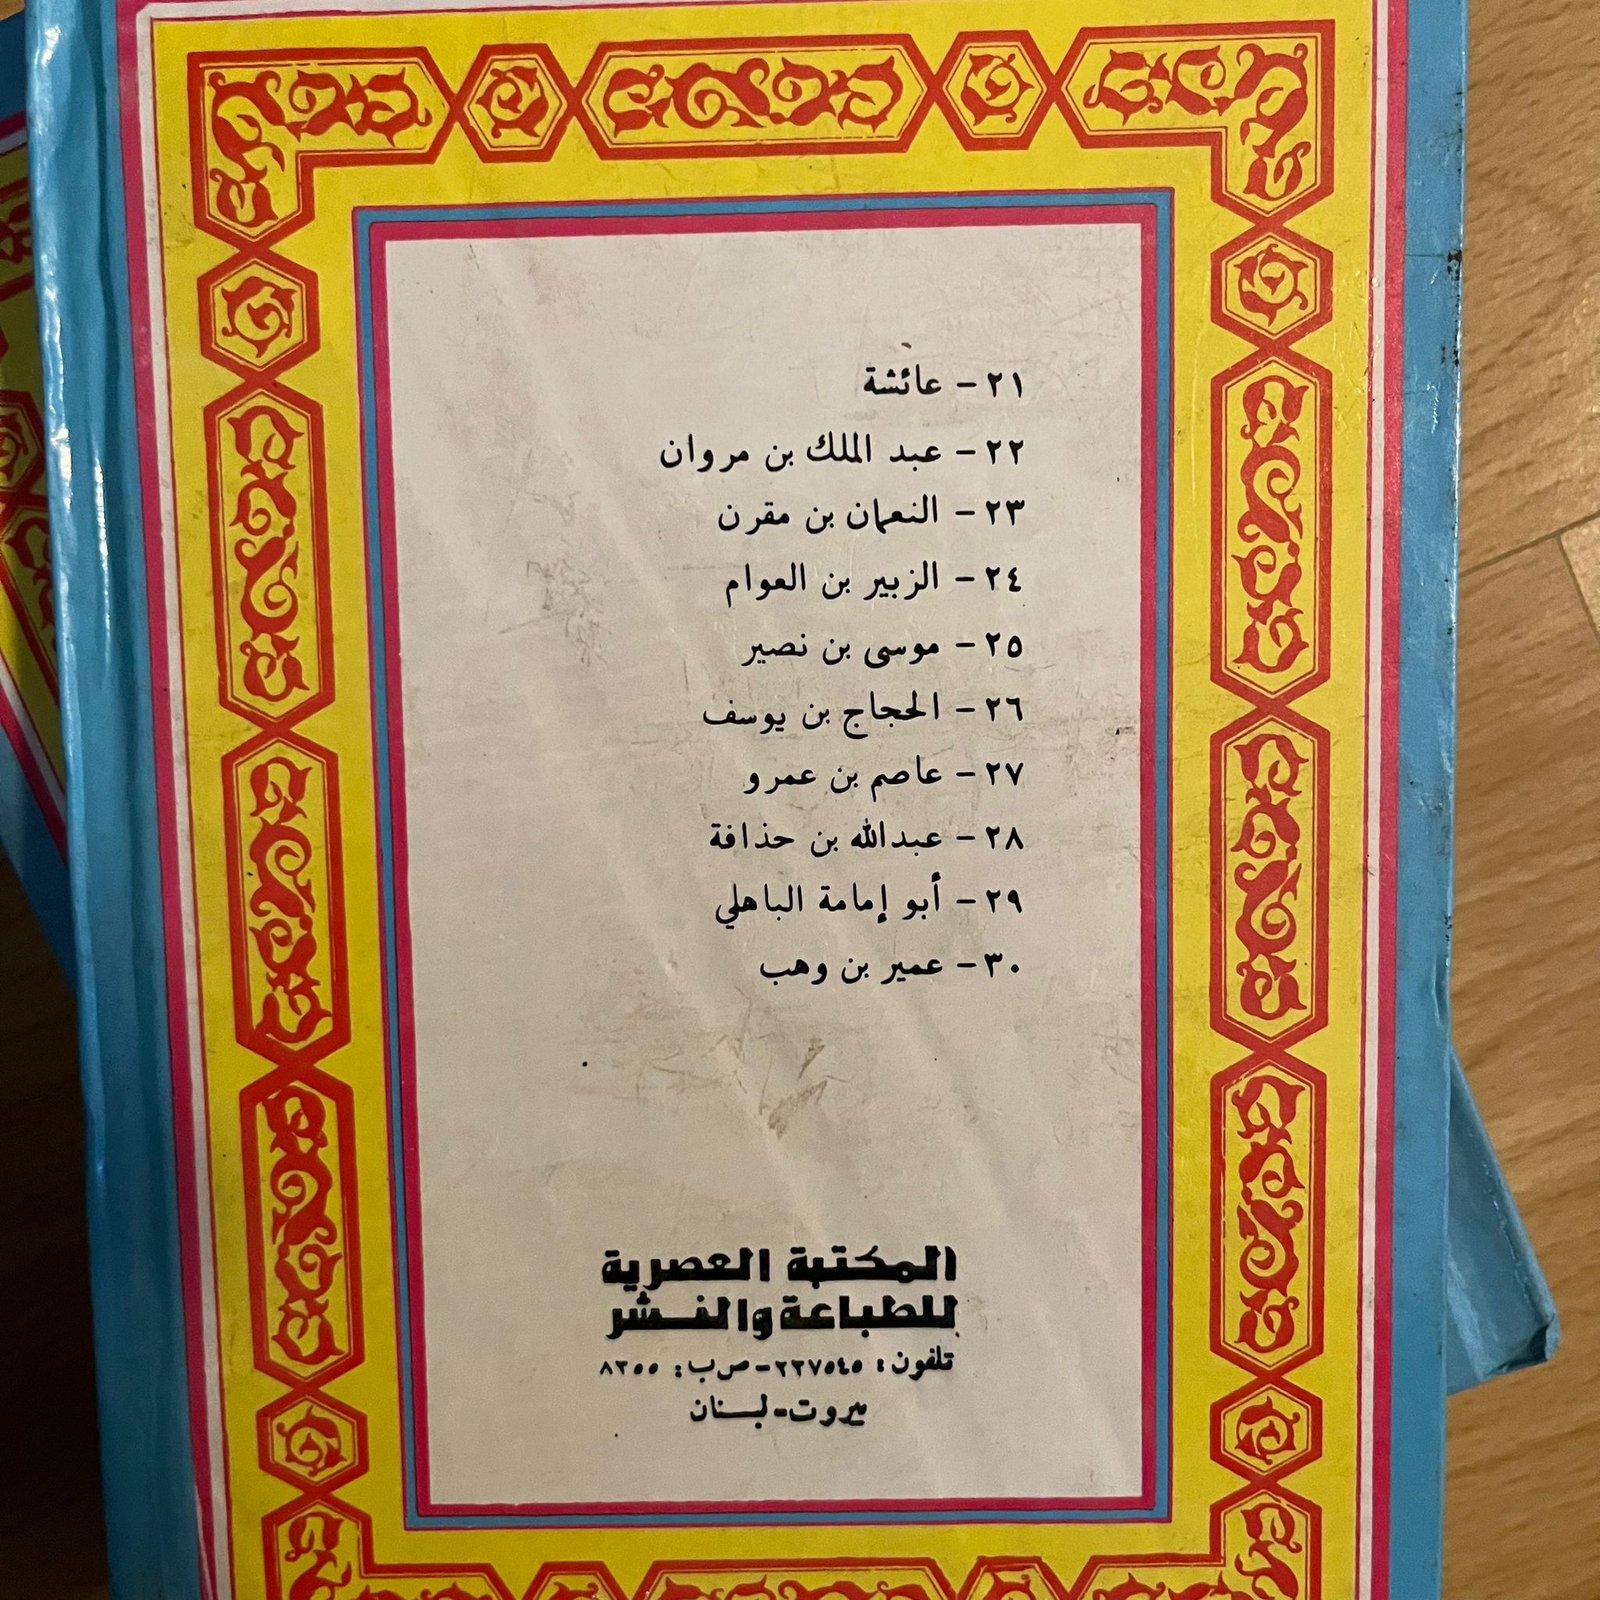 ٢١ - عائشة
٢٢ - عبد الملك بن مروان
٢٣ - النعمان بن مقرن
٢٤ - الزبير بن العوام
٢٥ - موسى بن نصير
٢٦ - الحجاج بن يوسف
٢٧ - عاصم بن عمرو
٢٨ - عبدالله بن حذافة
٢٩ - أبو إمامة الباهلي
٣٠ - عمير بن وهب
المكتبة العصرية
للطباعة والنشر
تلفون : ٢٣٧٥٤٥ - ص ب : ٨٣٥٥
بيروت - لبنان